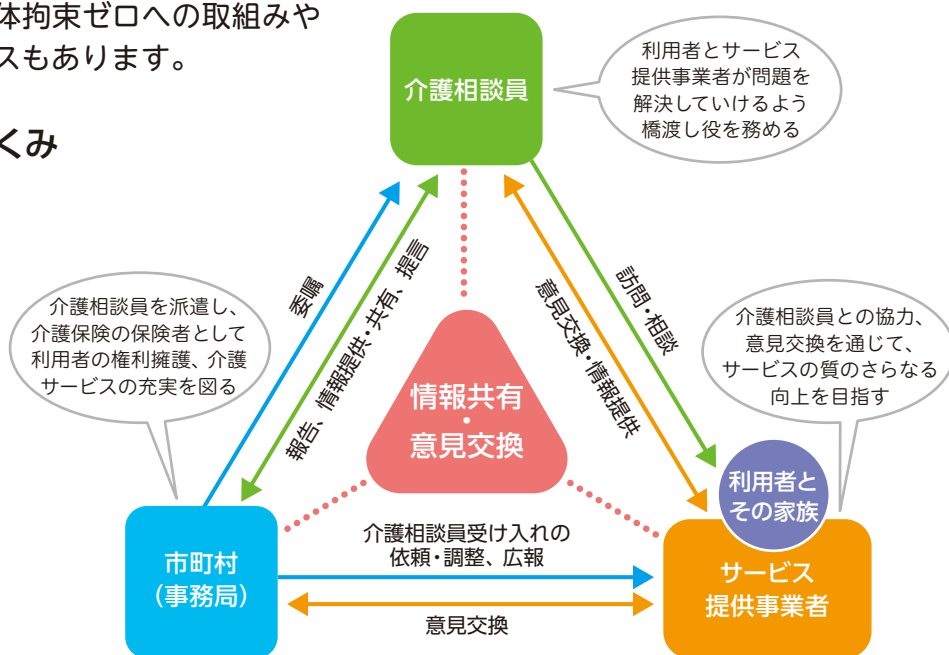 体拘束ゼロへの取組みや
スもあります。
くみ
介護相談員
利用者とサービス
提供事業者が問題を
解決していけるよう
橋渡し役を務める
委嘱
報告、情報提供・共有、提言
意見交換・情報提供
訪問・相談
介護相談員を派遣し、
介護保険の保険者として
利用者の権利擁護、介護
サービスの充実を図る
介護相談員との協力、
意見交換を通じて、
サービスの質のさらなる
向上を目指す
情報共有
・
意見交換
利用者と
その家族
市町村
（事務局）
介護相談員受け入れの
依頼・調整、広報
意見交換
サービス
提供事業者